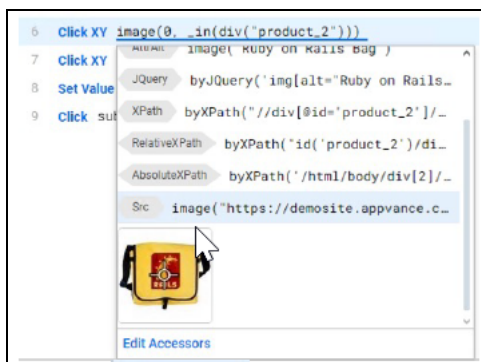 6 Click XY image(0, _in(div("product_2")))
7 Click XY
AltAlt image("Ruby on Rails Bag")
8 Set Value
JQuery byJQuery('img[alt="Ruby on Rails…
9 Click sub
XPath byXPath("//div[@id='product_2']/…
RelativeXPath byXPath("id('product_2')/di…
AbsoluteXPath byXPath('/html/body/div[2]/…
Src image("https://demosite.appvance.c…
RAILS
Edit Accessors